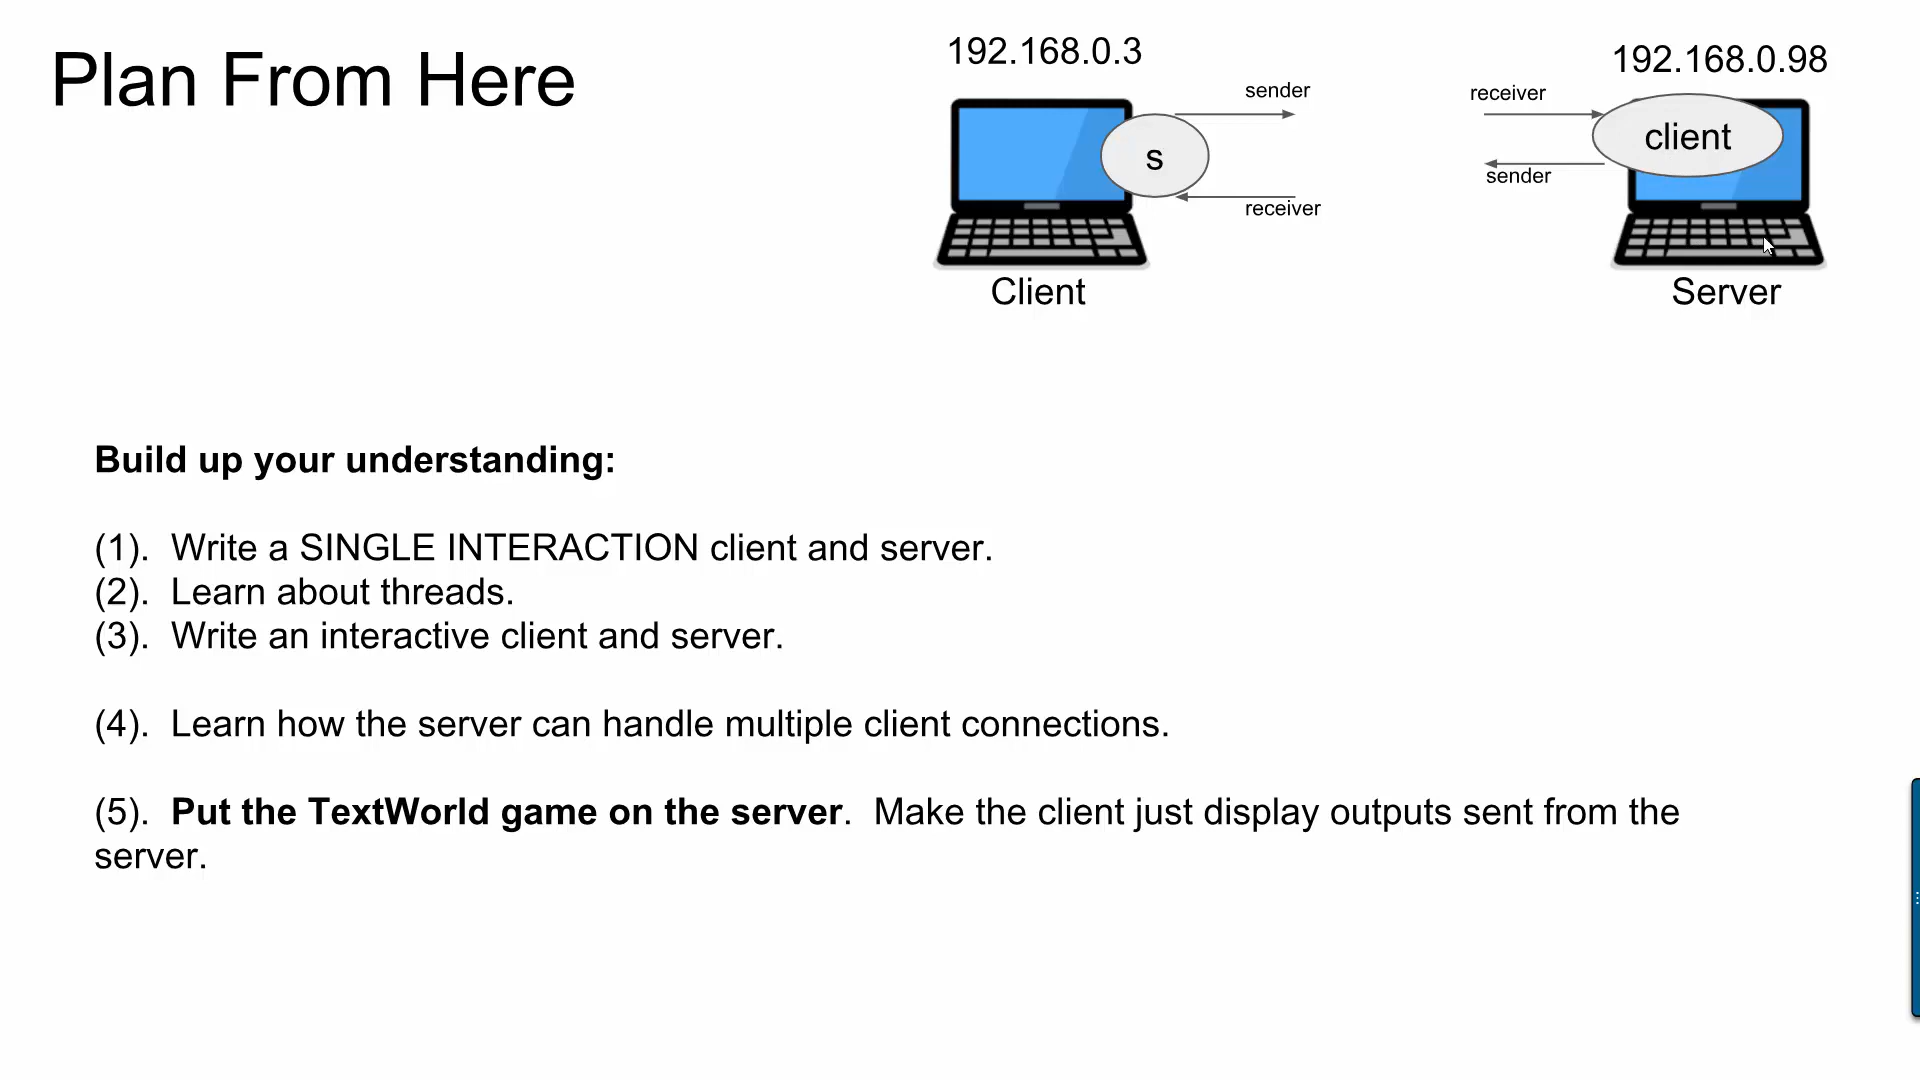 Plan From Here
192.168.0.3
192.168.0.98
sender
receiver
s
client
sender
receiver
Client
Server
Build up your understanding:
(1).  Write a SINGLE INTERACTION client and server.
(2).  Learn about threads.
(3).  Write an interactive client and server.
(4).  Learn how the server can handle multiple client connections.
(5).  Put the TextWorld game on the server.  Make the client just display outputs sent from the
server.